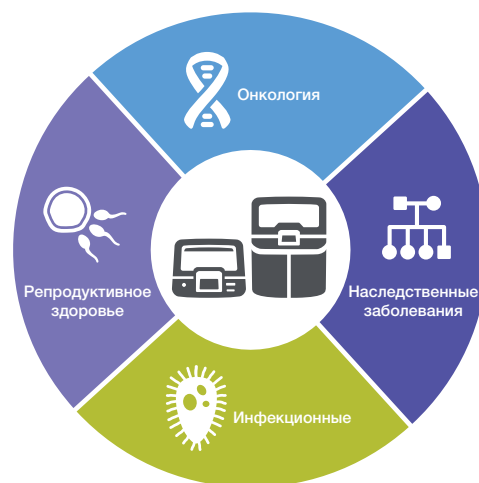 Онкология
Репродуктивное
здоровье
Наследственные
заболевания
Инфекционные